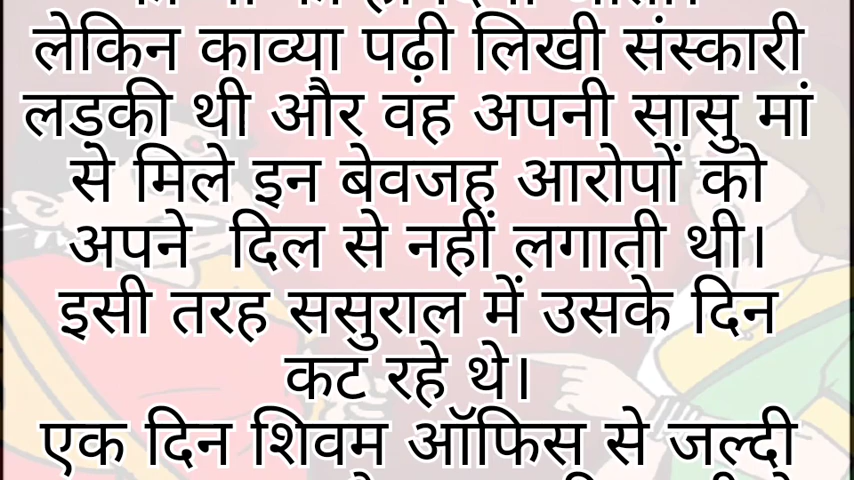 लेकिन काव्या पढ़ी लिखी संस्कारी
लड़की थी और वह अपनी सासु मां
से मिले इन बेवजह आरोपों को
अपने  दिल से नहीं लगाती थी।
इसी तरह ससुराल में उसके दिन
कट रहे थे।
एक दिन शिवम ऑफिस से जल्दी